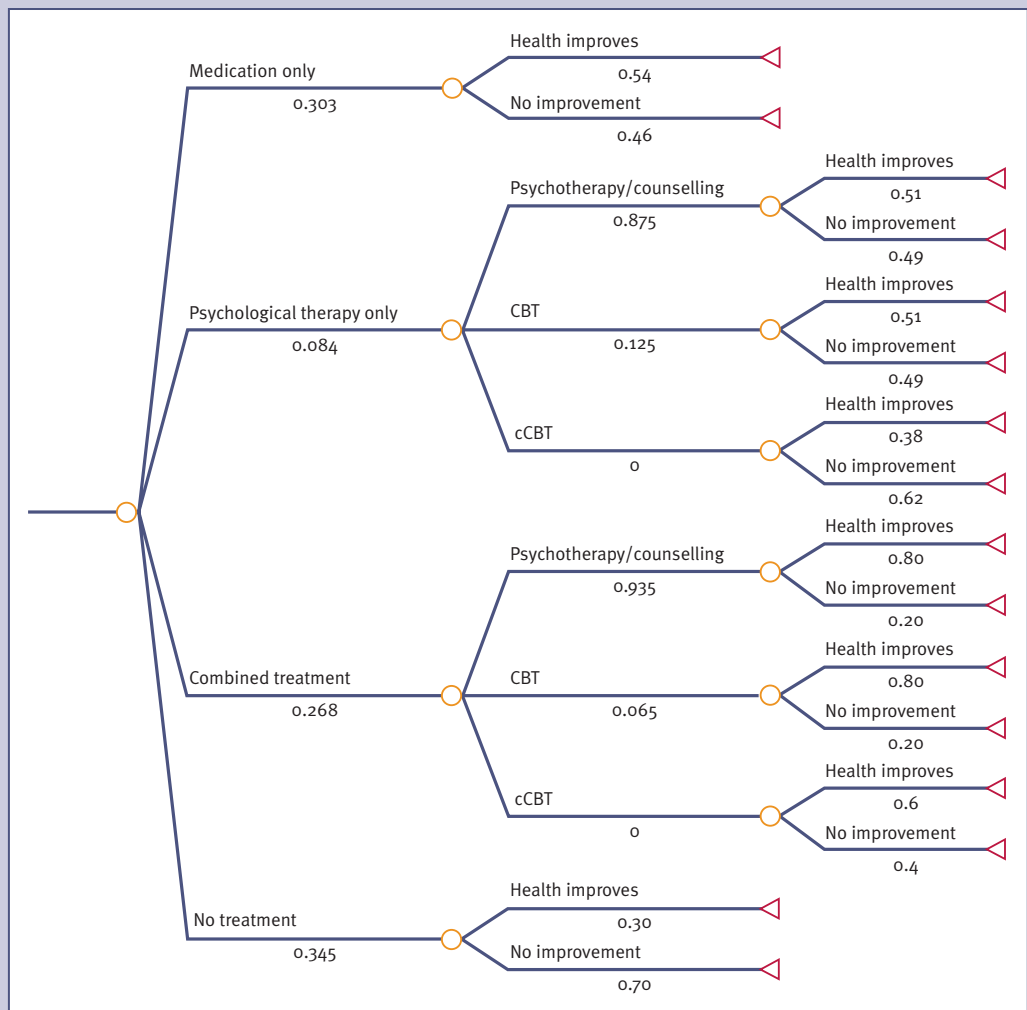 Health improves
Medication only
0.54
0.303
No improvement
0.46
Health improves
Psychotherapy/counselling
0.51
0.875
No improvement
0.49
Health improves
Psychological therapy only
CBT
0.51
0.084
0.125
No improvement
0.49
Health improves
cCBT
0.38
0
No improvement
0.62
Health improves
Psychotherapy/counselling
0.80
0.935
No improvement
0.20
Health improves
Combined treatment
CBT
0.80
0.268
0.065
No improvement
0.20
Health improves
cCBT
0.6
0
No improvement
0.4
Health improves
No treatment
0.30
0.345
No improvement
0.70